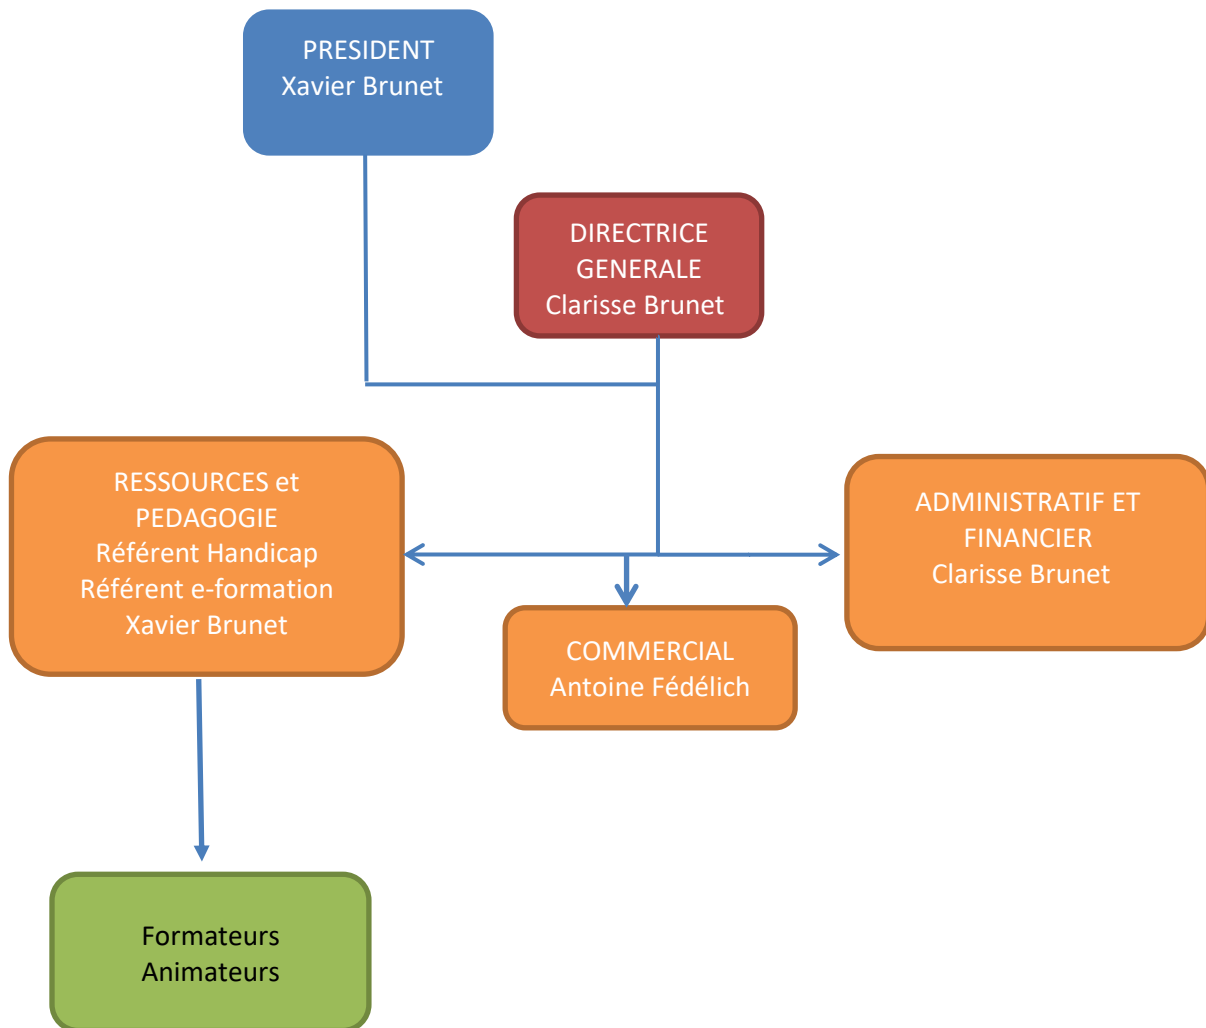 PRESIDENT
Xavier Brunet
DIRECTRICE
GENERALE
Clarisse Brunet
RESSOURCES et
PEDAGOGIE
Référent Handicap
Référent e-formation
Xavier Brunet
COMMERCIAL
Antoine Fédélich
ADMINISTRATIF ET
FINANCIER
Clarisse Brunet
Formateurs
Animateurs